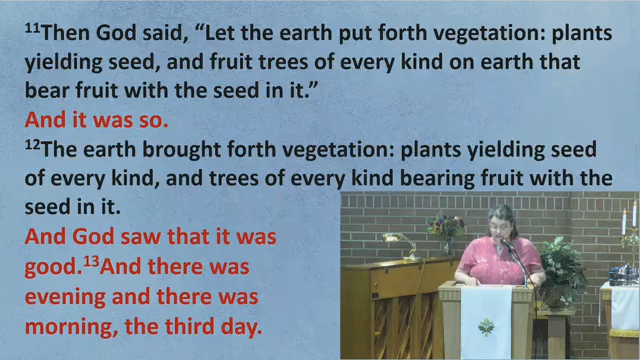 ¹¹Then God said, “Let the earth put forth vegetation: plants
yielding seed, and fruit trees of every kind on earth that
bear fruit with the seed in it.”
And it was so.
¹²The earth brought forth vegetation: plants yielding seed
of every kind, and trees of every kind bearing fruit with the
seed in it.
And God saw that it was
good.¹³And there was
evening and there was
morning, the third day.